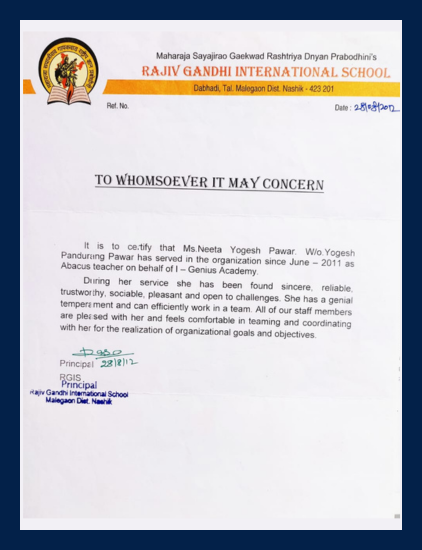 Maharaja Sayajirao Gaekwad Rashtriya Dnyan Prabodhini's
RAJIV GANDHI INTERNATIONAL SCHOOL
Dabhadi, Tal. Malegaon Dist. Nashik - 423 201
Ref. No.
Date : 28/08/2012
TO WHOMSOEVER IT MAY CONCERN
It is to certify that Ms.Neeta Yogesh Pawar. W/o.Yogesh
Pandurung Pawar has served in the organization since June – 2011 as
Abacus teacher on behalf of I – Genius Academy.
During her service she has been found sincere, reliable,
trustworthy, sociable, pleasant and open to challenges. She has a genial
temperament and can efficiently work in a team. All of our staff members
are pleased with her and feels comfortable in teaming and coordinating
with her for the realization of organizational goals and objectives.
Principal 28/8/12
RGIS
Principal
Rajiv Gandhi International School
Malegaon Dist. Nashik